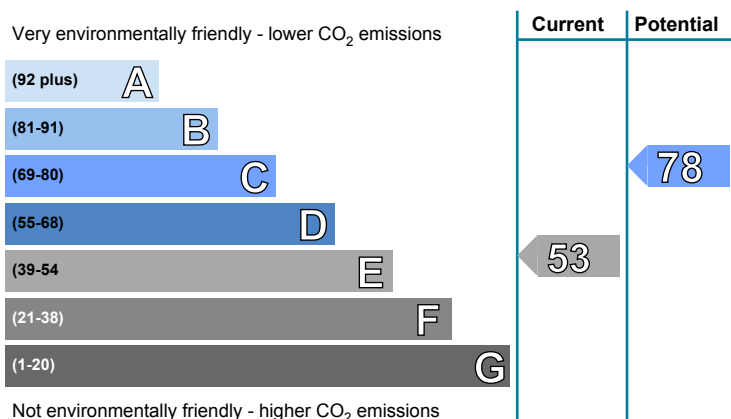 Very environmentally friendly - lower CO2 emissions
Current Potential
(92 plus) A
(81-91) B
(69-80) C
78
(55-68) D
(39-54 E
53
(21-38) F
(1-20) G
Not environmentally friendly - higher CO2 emissions